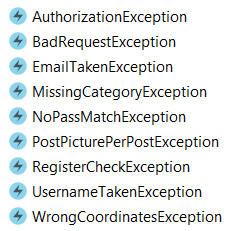 AuthorizationException
BadRequestException
EmailTakenException
MissingCategoryException
NoPassMatchException
PostPicturePerPostException
RegisterCheckException
UsernameTakenException
WrongCoordinatesException